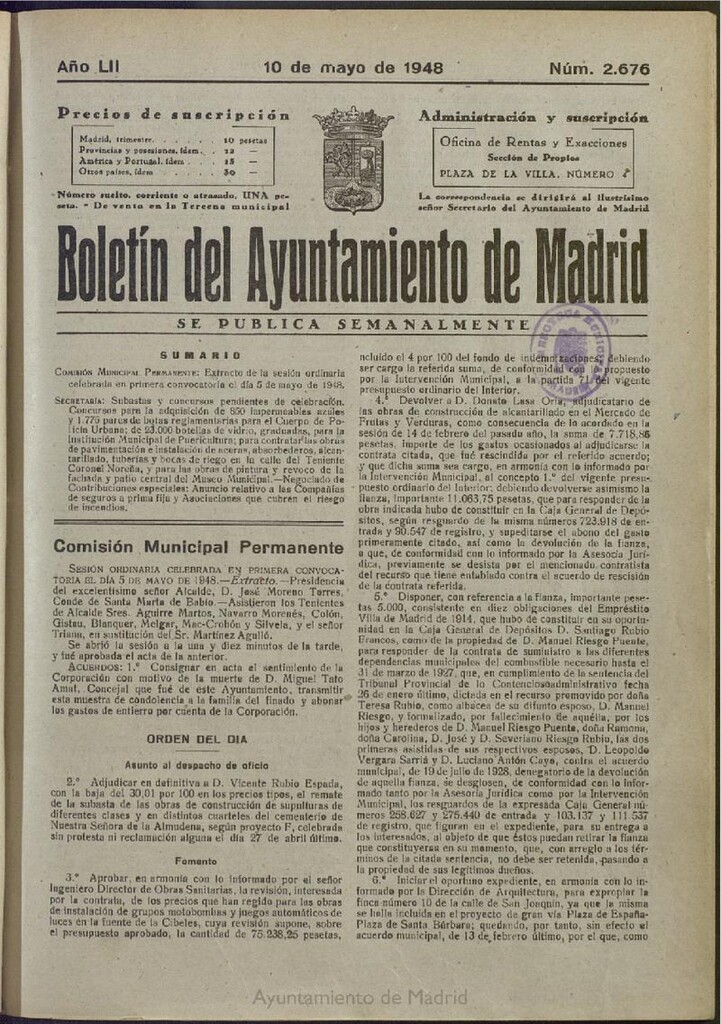 Año LII
10 de mayo de 1948
Núm. 2.676
Precios de suscripción
Madrid, trimestre. . . . . . 10 pesetas
Provincias y posesiones, ídem. . 12 —
América y Portugal, ídem . . . 15 —
Otros países, ídem . . . . . 30 —
Número suelto, corriente o atrasado, UNA pe-
seta. - De venta en la Tercena municipal
Administración y suscripción
Oficina de Rentas y Exacciones
Sección de Propios
PLAZA DE LA VILLA, NÚMERO
La correspondencia se dirigirá al ilustrísimo
señor Secretario del Ayuntamiento de Madrid
Boletín del Ayuntamiento de Madrid
SE PUBLICA SEMANALMENTE
SUMARIO
COMISIÓN MUNICIPAL PERMANENTE: Extracto de la sesión ordinaria
celebrada en primera convocatoria el día 5 de mayo de 1948.
SECRETARÍA: Subastas y concursos pendientes de celebración.
Concursos para la adquisición de 850 impermeables azules
y 1.775 pares de botas reglamentarias para el Cuerpo de Po-
licía Urbana; de 23.000 botellas de vidrio, graduadas, para
la Institución Municipal de Puericultura; para contratar las obras
de pavimentación e instalación de aceras, absorbederos, alcan-
tarillado, tuberías y bocas de riego en la calle del Teniente
Coronel Noreña, y para las obras de pintura y revoco de la
fachada y patio central del Museo Municipal.—Negociado de
Contribuciones especiales: Anuncio relativo a las Compañías
de seguros a prima fija y Asociaciones que cubren el riesgo
de incendios.
Comisión Municipal Permanente
SESIÓN ORDINARIA CELEBRADA EN PRIMERA CONVOCA-
TORIA EL DÍA 5 DE MAYO DE 1948.—Extracto.—Presidencia
del excelentísimo señor Alcalde, D. José Moreno Torres,
Conde de Santa Marta de Babío.—Asistieron los Tenientes
de Alcalde Sres. Aguirre Martos, Navarro Morenés, Colón,
Gistau, Blanquer, Melgar, Mac-Crohón y Silvela, y el señor
Triana, en sustitución del Sr. Martínez Agulló.
Se abrió la sesión a la una y diez minutos de la tarde,
y fué aprobada el acta de la anterior.
ACUERDOS: 1.° Consignar en acta el sentimiento de la
Corporación con motivo de la muerte de D. Miguel Tato
Amat, Concejal que fué de este Ayuntamiento, transmitir
esta muestra de condolencia a la familia del finado y abonar
los gastos de entierro por cuenta de la Corporación.
ORDEN DEL DIA
Asunto al despacho de oficio
2.° Adjudicar en definitiva a D. Vicente Rubio Espada,
con la baja del 30,01 por 100 en los precios tipos, el remate
de la subasta de las obras de construcción de sepulturas de
diferentes clases y en distintos cuarteles del cementerio de
Nuestra Señora de la Almudena, según proyecto F, celebrada
sin protesta ni reclamación alguna el día 27 de abril último.
Fomento
3.° Aprobar, en armonía con lo informado por el señor
Ingeniero Director de Obras Sanitarias, la revisión, interesada
por la contrata, de los precios que han regido para las obras
de instalación de grupos motobombas y juegos automáticos de
luces en la fuente de la Cibeles, cuya revisión supone, sobre
el presupuesto aprobado, la cantidad de 75.238,25 pesetas,
incluído el 4 por 100 del fondo de indemnizaciones; debiendo
ser cargo la referida suma, de conformidad con lo propuesto
por la Intervención Municipal, a la partida 71 del vigente
presupuesto ordinario del Interior.
4.° Devolver a D. Donato Lasa Oria, adjudicatario de
las obras de construcción de alcantarillado en el Mercado de
Frutas y Verduras, como consecuencia de lo acordado en la
sesión de 14 de febrero del pasado año, la suma de 7.718,58
pesetas, importe de los gastos ocasionados al adjudicarse la
contrata citada, que fué rescindida por el referido acuerdo;
y que dicha suma sea cargo, en armonía con lo informado por
la Intervención Municipal, al concepto 1.° del vigente presu-
puesto ordinario del Interior; debiendo devolverse asimismo la
fianza, importante 11.063,75 pesetas, que para responder de la
obra indicada hubo de constituir en la Caja General de Depó-
sitos, según resguardo de la misma números 723.918 de en-
trada y 90.547 de registro, y supeditarse el abono del gasto
primeramente citado, así como la devolución de la fianza,
a que, de conformidad con lo informado por la Asesoría Jurí-
dica, previamente se desista por el mencionado contratista
del recurso que tiene entablado contra el acuerdo de rescisión
de la contrata referida.
5.° Disponer, con referencia a la fianza, importante pese-
tas 5.000, consistente en diez obligaciones del Empréstito
Villa de Madrid de 1914, que hubo de constituir en su oportu-
nidad en la Caja General de Depósitos D. Santiago Rubio
Francos, como de la propiedad de D. Manuel Riesgo Puente,
para responder de la contrata de suministro a las diferentes
dependencias municipales del combustible necesario hasta el
31 de marzo de 1927, que, en cumplimiento de la sentencia del
Tribunal Provincial de lo Contenciosoadministrativo fecha
26 de enero último, dictada en el recurso promovido por doña
Teresa Rubio, como albacea de su difunto esposo, D. Manuel
Riesgo, y formalizado, por fallecimiento de aquélla, por los
hijos y herederos de D. Manuel Riesgo Puente, doña Ramona,
doña Carolina, D. José y D. Severiano Riesgo Rubio, las dos
primeras asistidas de sus respectivos esposos, D. Leopoldo
Vergara Sarriá y D. Luciano Antón Caya, contra el acuerdo
municipal, de 19 de julio de 1928, denegatorio de la devolución
de aquella fianza, se desglosen, de conformidad con lo infor-
mado tanto por la Asesoría Jurídica como por la Intervención
Municipal, los resguardos de la expresada Caja General nú-
meros 258.627 y 275.440 de entrada y 103.137 y 111.537
de registro, que figuran en el expediente, para su entrega a
los interesados, al objeto de que éstos puedan retirar la fianza
que constituyeran en su momento, que, con arreglo a los tér-
minos de la citada sentencia, no debe ser retenida, pasando a
la propiedad de sus legítimos dueños.
6.° Iniciar el oportuno expediente, en armonía con lo in-
formado por la Dirección de Arquitectura, para expropiar la
finca número 10 de la calle de San Joaquín, ya que la misma
se halla incluída en el proyecto de gran vía Plaza de España-
Plaza de Santa Bárbara; quedando, por tanto, sin efecto el
acuerdo municipal, de 13 de febrero último, por el que, como
Ayuntamiento de Madrid